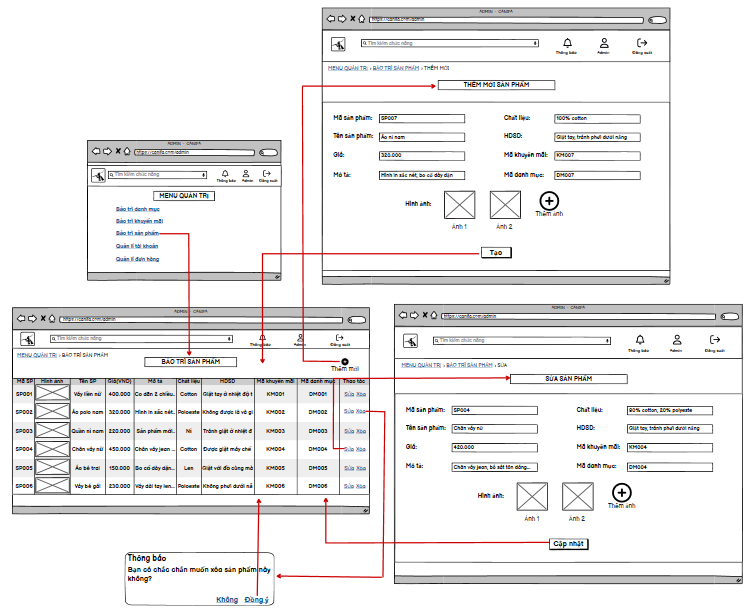 ADMIN - CANIFA
https://canifa.crm/admin
Tìm kiếm chức năng
Thông báo
Admin
Đăng xuất
MENU QUẢN TRỊ > BẢO TRÌ SẢN PHẨM > THÊM MỚI
THÊM MỚI SẢN PHẨM
Mã sản phẩm: SP007 Chất liệu: 100% cotton
Tên sản phẩm: Áo nỉ nam HDSD: Giặt tay, tránh phơi dưới nắng
Giá: 320.000 Mã khuyến mãi: KM007
Mô tả: Hình in sắc nét, bo cổ dày dặn Mã danh mục: DM007
Hình ảnh:
Thêm ảnh
Ảnh 1 Ảnh 2
Tạo
ADMIN - CANIFA
https://canifa.crm/admin
Tìm kiếm chức năng
Thông báo Admin Đăng xuất
MENU QUẢN TRỊ
Bảo trì danh mục
Bảo trì khuyến mãi
Bảo trì sản phẩm
Quản lí tài khoản
Quản lí đơn hàng
ADMIN - CANIFA
https://canifa.crm/admin
Tìm kiếm chức năng
Thông báo Admin Đăng xuất
MENU QUẢN TRỊ > BẢO TRÌ SẢN PHẨM
BẢO TRÌ SẢN PHẨM
Thêm mới
Mã SP Hình ảnh Tên SP Giá(VND) Mô tả Chất liệu HDSD Mã khuyến mãi Mã danh mục Thao tác
SP001 Váy liền nữ 400.000 Co dãn 2 chiều. Cotton Giặt tay ở nhiệt độ t KM001 DM001 Sửa Xóa
SP002 Áo polo nam 320.000 Hình in sắc nét. Poloeste Không được là và gi KM002 DM002 Sửa Xóa
SP003 Quần nỉ nam 220.000 Sản phẩm mới. Nỉ Tránh giặt ở nhiệt đ KM003 DM003 Sửa Xóa
SP004 Chân váy nữ 450.000 Chân váy jean Cotton Được giặt máy chế KM004 DM004 Sửa Xóa
SP005 Áo bé trai 150.000 Bo cổ dày dặn.. Len Giặt với đồ cùng mà KM005 DM005 Sửa Xóa
SP006 Váy bé gái 230.000 Váy dài tay len... Poloeste Không phơi dưới nắ KM006 DM006 Sửa Xóa
ADMIN - CANIFA
https://canifa.crm/admin
Tìm kiếm chức năng
Thông báo Admin Đăng xuất
MENU QUẢN TRỊ > BẢO TRÌ SẢN PHẨM > SỬA
SỬA SẢN PHẨM
Mã sản phẩm: SP004 Chất liệu: 80% cotton, 20% polyeste
Tên sản phẩm: Chân váy nữ HDSD: Giặt tay, tránh phơi dưới nắng
Giá: 420.000 Mã khuyến mãi: KM004
Mô tả: Chân váy jean, bo sát tôn dáng... Mã danh mục: DM004
Hình ảnh:
Thêm ảnh
Ảnh 1 Ảnh 2
Cập nhật
Thông báo
Bạn có chắc chắn muốn xóa sản phẩm này
không?
Không Đồng ý